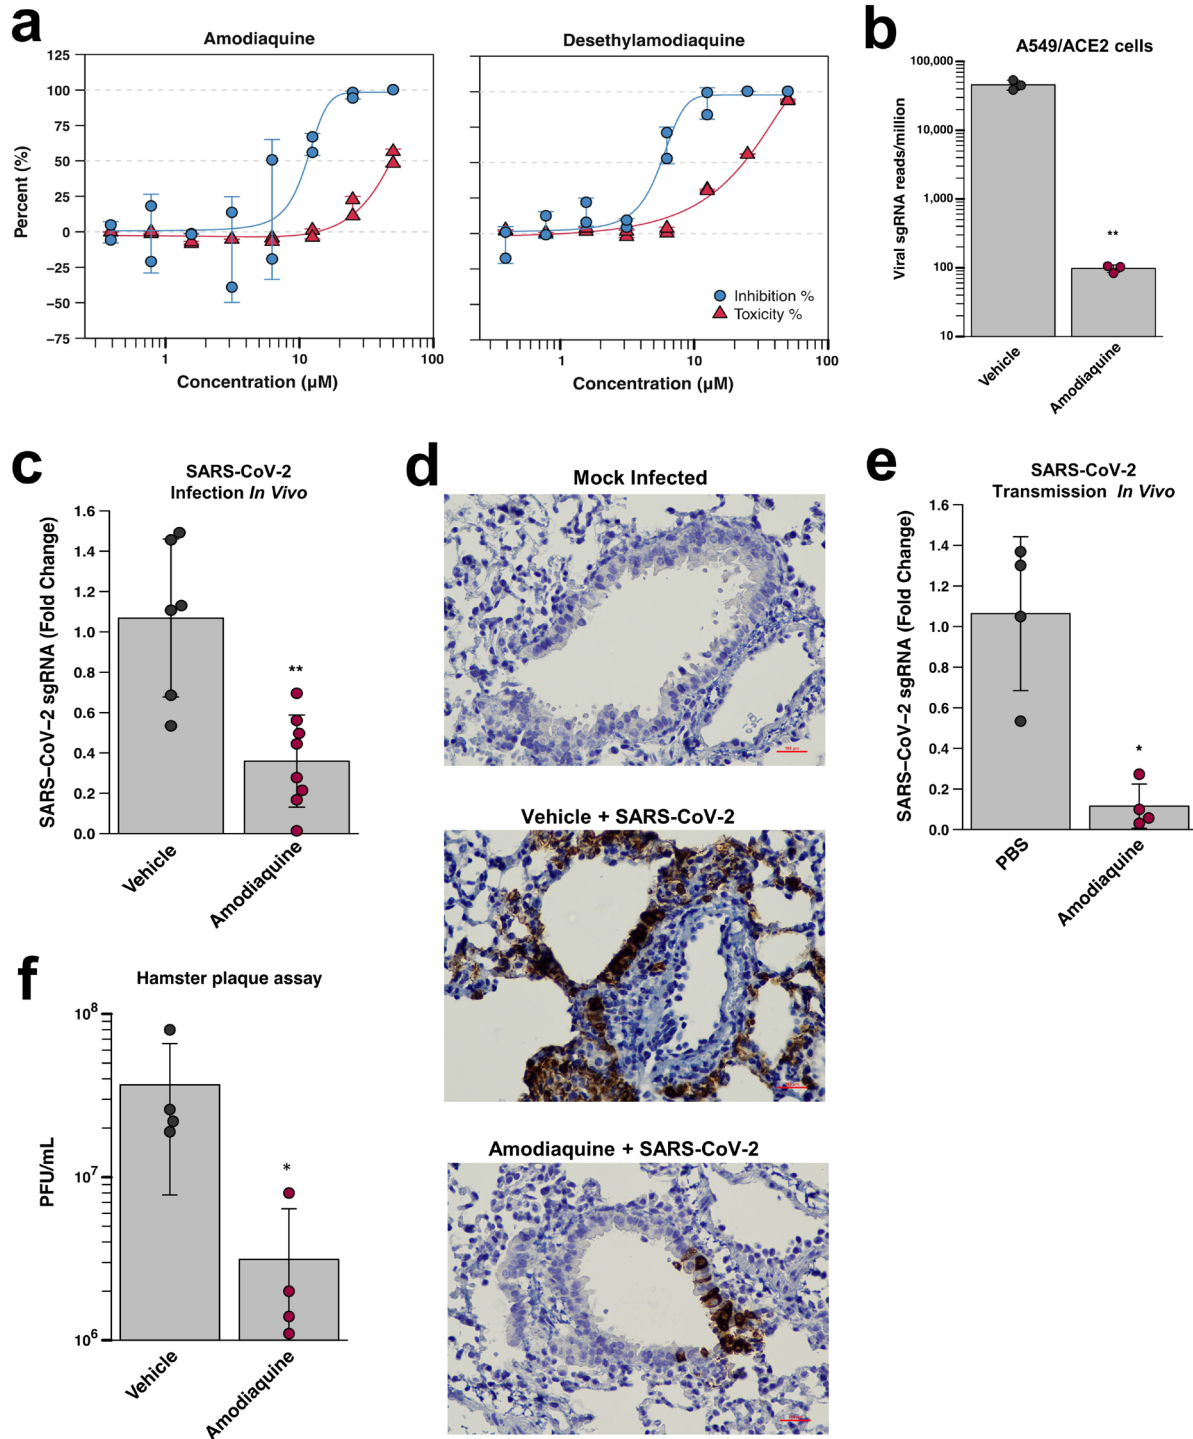 a
Amodiaquine
Desethylamodiaquine
Percent (%)
125
100
75
50
25
0
−25
−50
−75
1
10
100
Concentration (µM)
1
10
100
Concentration (µM)
Inhibition %
Toxicity %
b
A549/ACE2 cells
Viral sgRNA reads/million
100,000
10,000
1,000
100
10
**
Vehicle
Amodiaquine
c
SARS-CoV-2
Infection In Vivo
SARS−CoV−2 sgRNA (Fold Change)
1.6
1.4
1.2
1.0
0.8
0.6
0.4
0.2
0.0
**
Vehicle
Amodiaquine
d
Mock Infected
Vehicle + SARS-CoV-2
Amodiaquine + SARS-CoV-2
e
SARS-CoV-2
Transmission In Vivo
SARS−CoV−2 sgRNA (Fold Change)
1.6
1.4
1.2
1.0
0.8
0.6
0.4
0.2
0.0
*
PBS
Amodiaquine
f
Hamster plaque assay
PFU/mL
10⁸
10⁷
10⁶
*
Vehicle
Amodiaquine